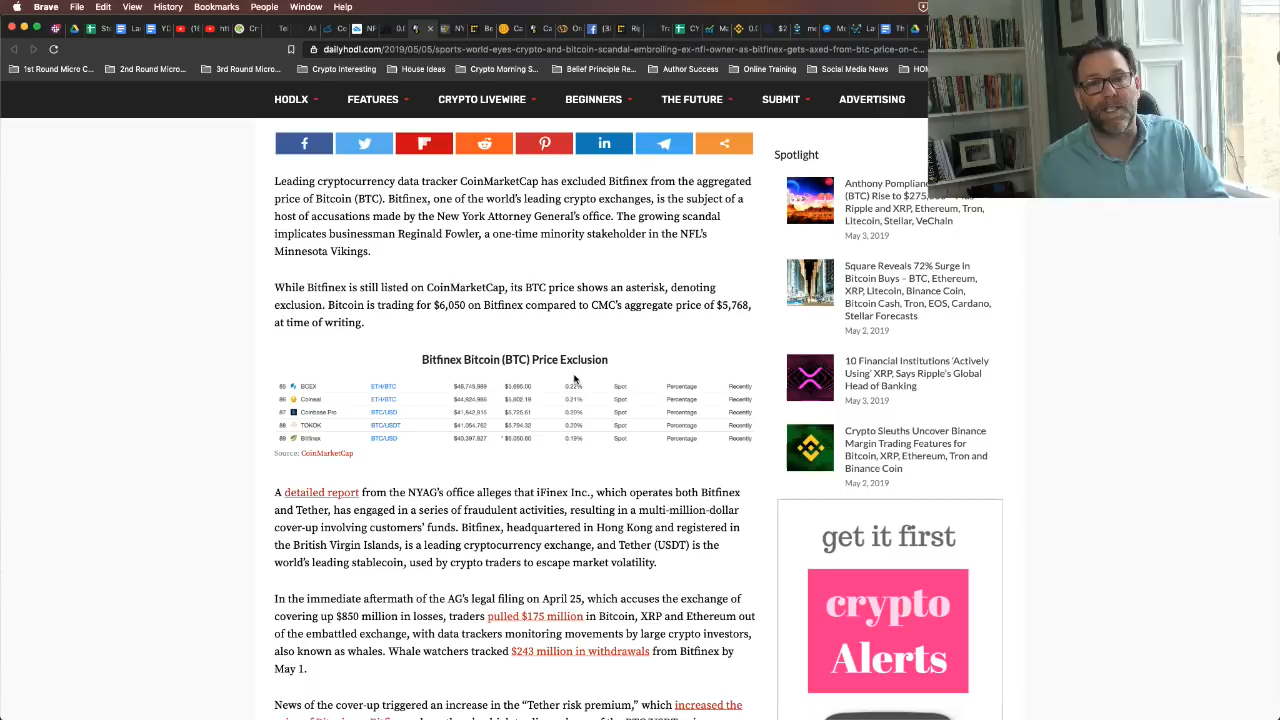 Brave File Edit View History Bookmarks People Window
dailyhodl.com/2019/05/05/sports-world-eyes-crypto-and-bitcoin-scandal-embroiling-ex-nfl-owner-as-bitfinex-gets-axed-from-btc-price-on-c...
1st Round Micro C... 2nd Round Micro... 3rd Round Micro... Crypto Interesting House Ideas Crypto Morning S... Belief Principle Re... Author Success Online Training Social Media News
HODLX FEATURES CRYPTO LIVEWIRE BEGINNERS THE FUTURE SUBMIT ADVERTISING
Leading cryptocurrency data tracker CoinMarketCap has excluded Bitfinex from the aggregated
price of Bitcoin (BTC). Bitfinex, one of the world's leading crypto exchanges, is the subject of a
host of accusations made by the New York Attorney General's office. The growing scandal
implicates businessman Reginald Fowler, a one-time minority stakeholder in the NFL's
Minnesota Vikings.
While Bitfinex is still listed on CoinMarketCap, its BTC price shows an asterisk, denoting
exclusion. Bitcoin is trading for $6,050 on Bitfinex compared to CMC's aggregate price of $5,768,
at time of writing.
Bitfinex Bitcoin (BTC) Price Exclusion
85 BCEX ETH/BTC $46,745,989 $5,695.00 0.22% Spot Percentage Recently
86 Coineal ETH/BTC $44,824,986 $5,802.19 0.21% Spot Percentage Recently
87 Coinbase Pro BTC/USD $41,842,815 $5,725.61 0.20% Spot Percentage Recently
88 TOKOK BTC/USDT $41,064,762 $5,794.32 0.20% Spot Percentage Recently
89 Bitfinex BTC/USD $40,397,827 * $6,050.60 0.19% Spot Percentage Recently
Source: CoinMarketCap
A detailed report from the NYAG's office alleges that iFinex Inc., which operates both Bitfinex
and Tether, has engaged in a series of fraudulent activities, resulting in a multi-million-dollar
cover-up involving customers' funds. Bitfinex, headquartered in Hong Kong and registered in
the British Virgin Islands, is a leading cryptocurrency exchange, and Tether (USDT) is the
world's leading stablecoin, used by crypto traders to escape market volatility.
In the immediate aftermath of the AG's legal filing on April 25, which accuses the exchange of
covering up $850 million in losses, traders pulled $175 million in Bitcoin, XRP and Ethereum out
of the embattled exchange, with data trackers monitoring movements by large crypto investors,
also known as whales. Whale watchers tracked $243 million in withdrawals from Bitfinex by
May 1.
News of the cover-up triggered an increase in the “Tether risk premium,” which increased the
Spotlight
Anthony Pomplian
(BTC) Rise to $275,
Ripple and XRP, Ethereum, Tron,
Litecoin, Stellar, VeChain
May 3, 2019
Square Reveals 72% Surge in
Bitcoin Buys – BTC, Ethereum,
XRP, Litecoin, Binance Coin,
Bitcoin Cash, Tron, EOS, Cardano,
Stellar Forecasts
May 2, 2019
10 Financial Institutions ‘Actively
Using’ XRP, Says Ripple's Global
Head of Banking
May 3, 2019
Crypto Sleuths Uncover Binance
Margin Trading Features for
Bitcoin, XRP, Ethereum, Tron and
Binance Coin
May 2, 2019
get it first
crypto
Alerts